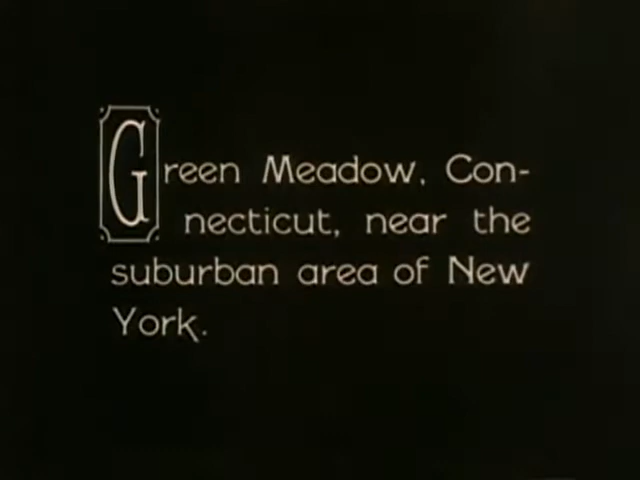 Green Meadow, Con-
necticut, near the
suburban area of New
York.